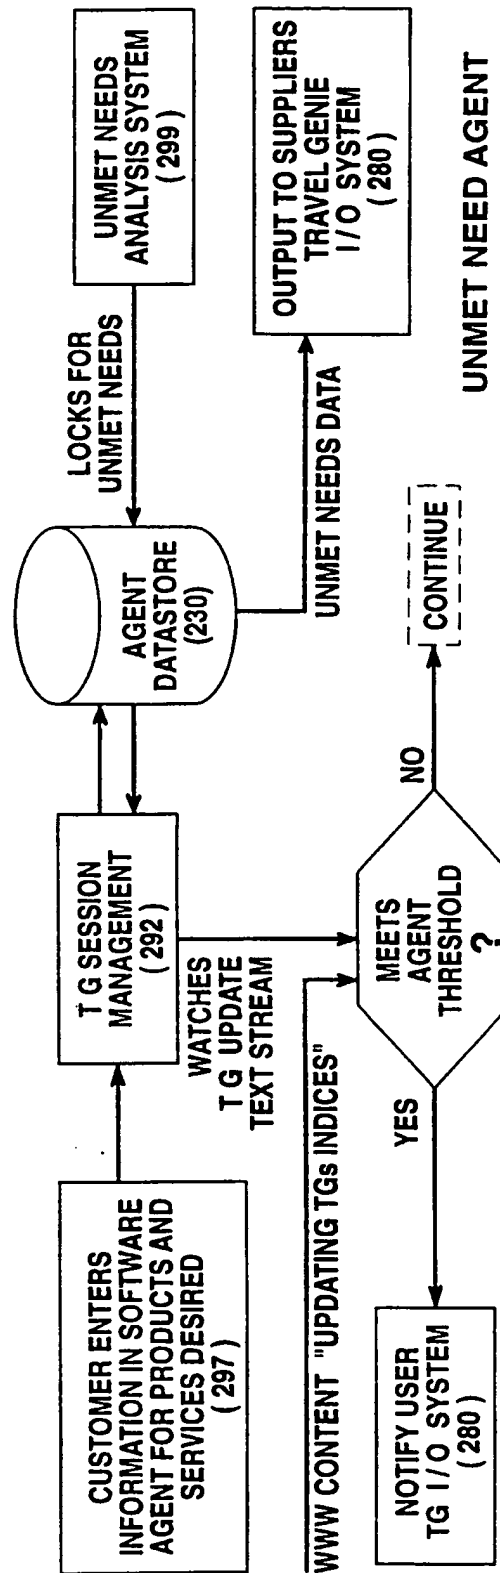 CUSTOMER ENTERS
INFORMATION IN SOFTWARE
AGENT FOR PRODUCTS AND
SERVICES DESIRED
(297)
T G SESSION
MANAGEMENT
(292)
AGENT
DATASTORE
(230)
LOCKS FOR
UNMET NEEDS
UNMET NEEDS
ANALYSIS SYSTEM
(299)
WATCHES
T G UPDATE
TEXT STREAM
UNMET NEEDS DATA
OUTPUT TO SUPPLIERS
TRAVEL GENIE
I/O SYSTEM
(280)
WWW CONTENT "UPDATING TGs INDICES"
MEETS
AGENT
THRESHOLD
?
YES
NO
NOTIFY USER
TG I/O SYSTEM
(280)
CONTINUE
UNMET NEED AGENT